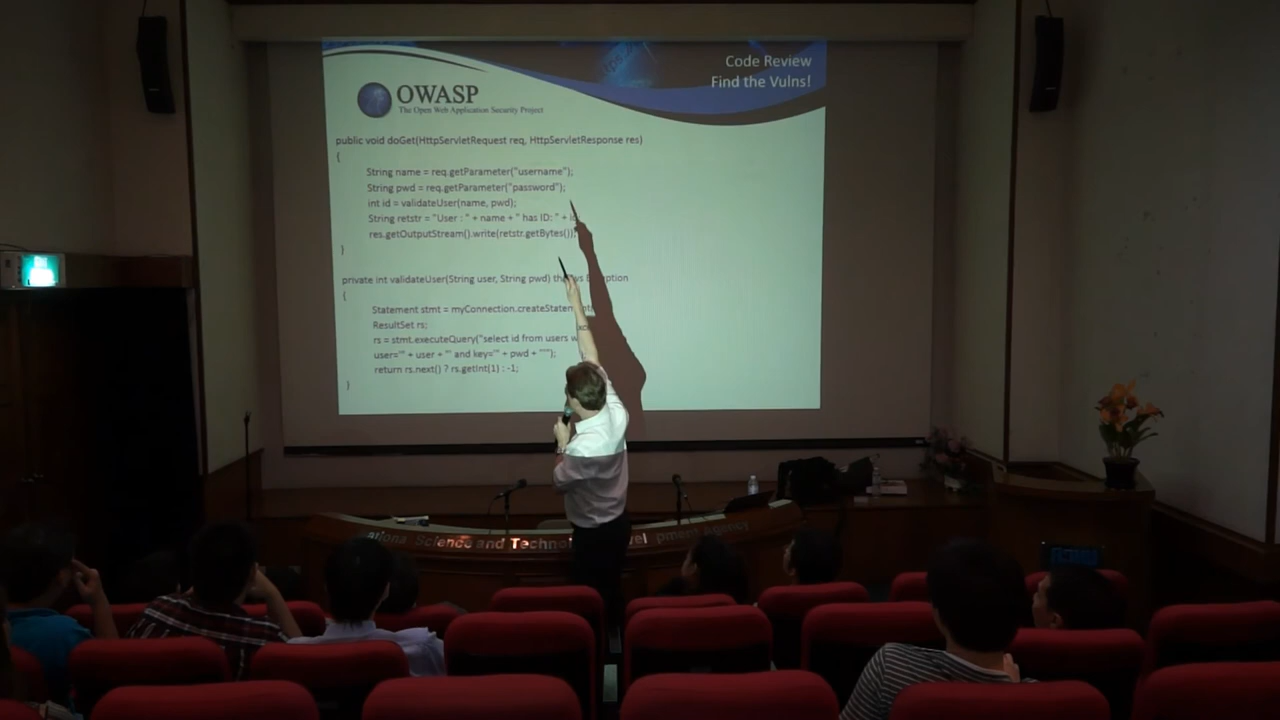 Code Review
Find the Vulns!
OWASP
The Open Web Application Security Project
public void doGet(HttpServletRequest req, HttpServletResponse res)
{
String name = req.getParameter("username");
String pwd = req.getParameter("password");
int id = validateUser(name, pwd);
String retstr = "User : " + name + " has ID: " +
res.getOutputStream().write(retstr.getBytes());
}
private int validateUser(String user, String pwd)
{
Statement stmt =
ResultSet rs;
rs = stmt.executeQuery("select id from users
user='" + user + "' and key='" + pwd + "'");
return rs.next() ? rs.getInt(1) : -1;
}
Science and